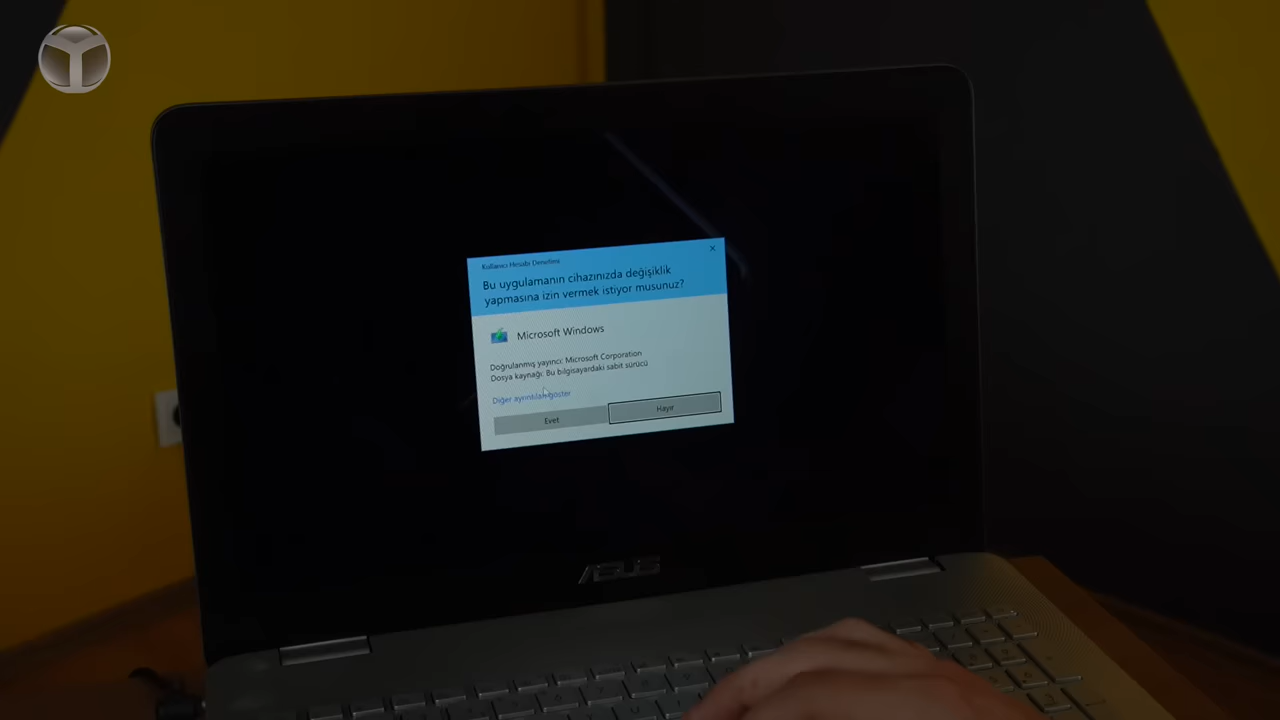 Kullanıcı Hesabı Denetimi
Bu uygulamanın cihazınızda değişiklik
yapmasına izin vermek istiyor musunuz?
Microsoft Windows
Doğrulanmış yayıncı: Microsoft Corporation
Dosya kaynağı: Bu bilgisayardaki sabit sürücü
Diğer ayrıntıları göster
Evet
Hayır
ASUS